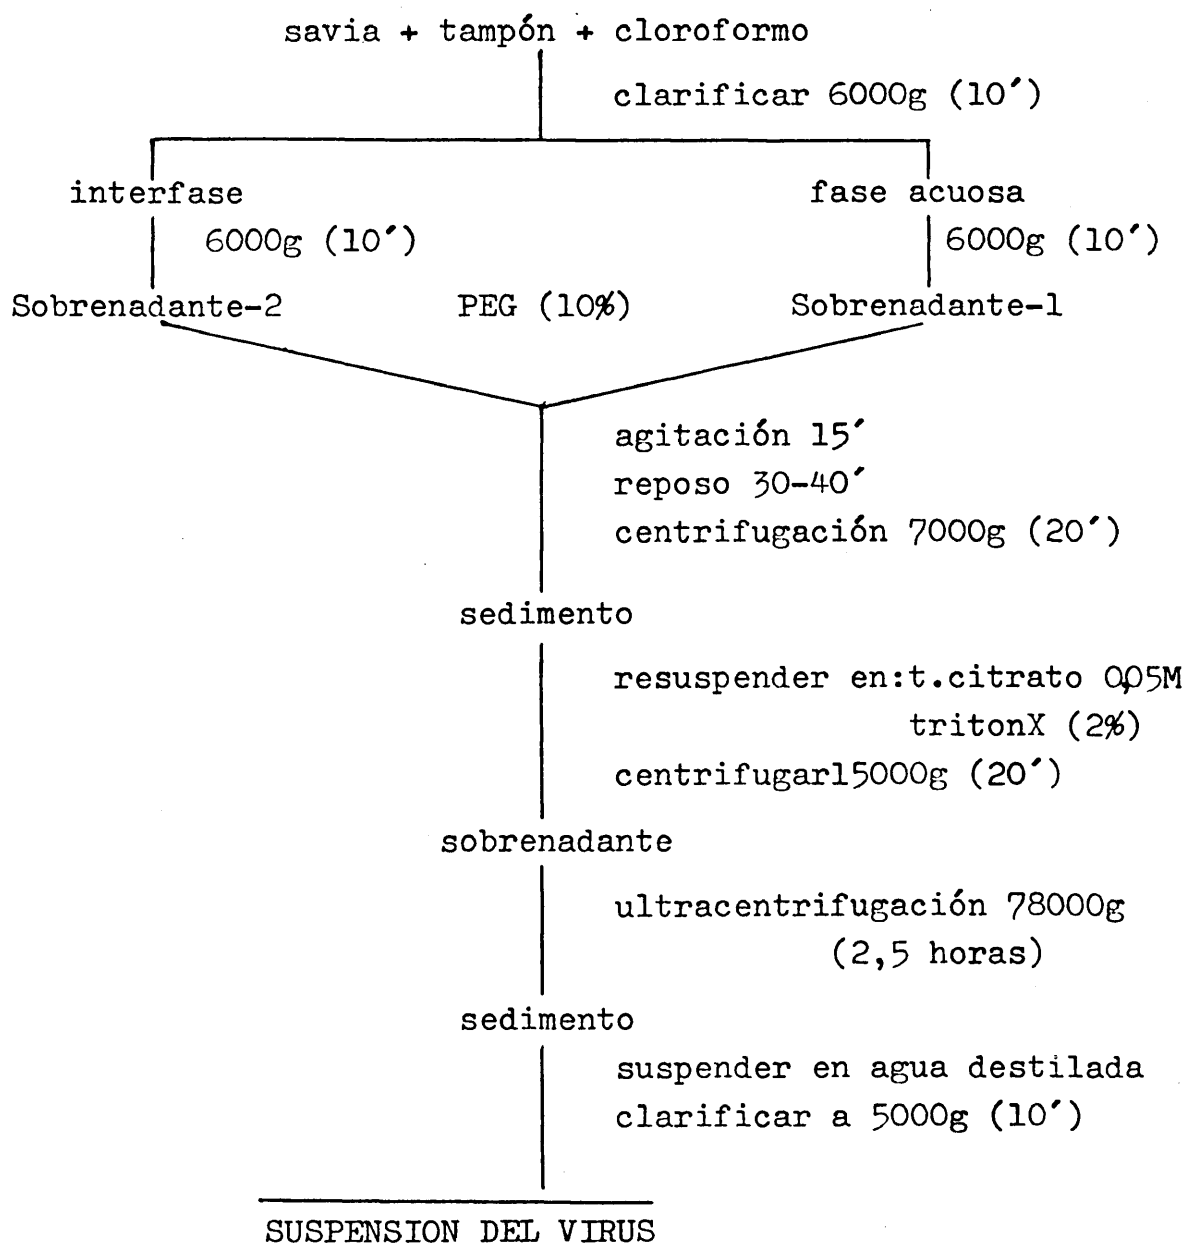 savia + tampón + cloroformo
clarificar 6000g (10´)
interfase
fase acuosa
6000g (10´)
6000g (10´)
Sobrenadante-2
PEG (10%)
Sobrenadante-1
agitación 15´
reposo 30-40´
centrifugación 7000g (20´)
sedimento
resuspender en:t.citrato 0,05M
tritonX (2%)
centrifugar15000g (20´)
sobrenadante
ultracentrifugación 78000g
(2,5 horas)
sedimento
suspender en agua destilada
clarificar a 5000g (10´)
SUSPENSION DEL VIRUS